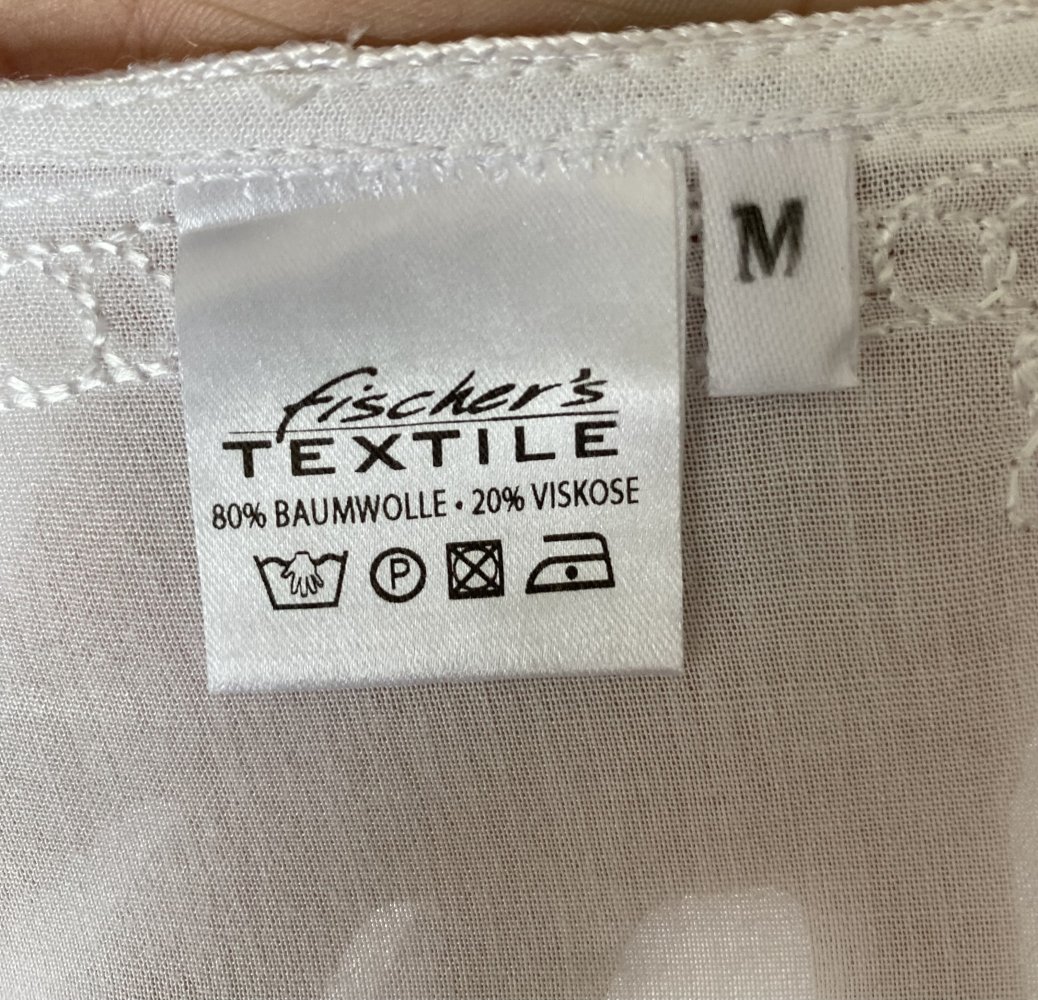 M
fischer's
TEXTILE
80% BAUMWOLLE • 20% VISKOSE
P